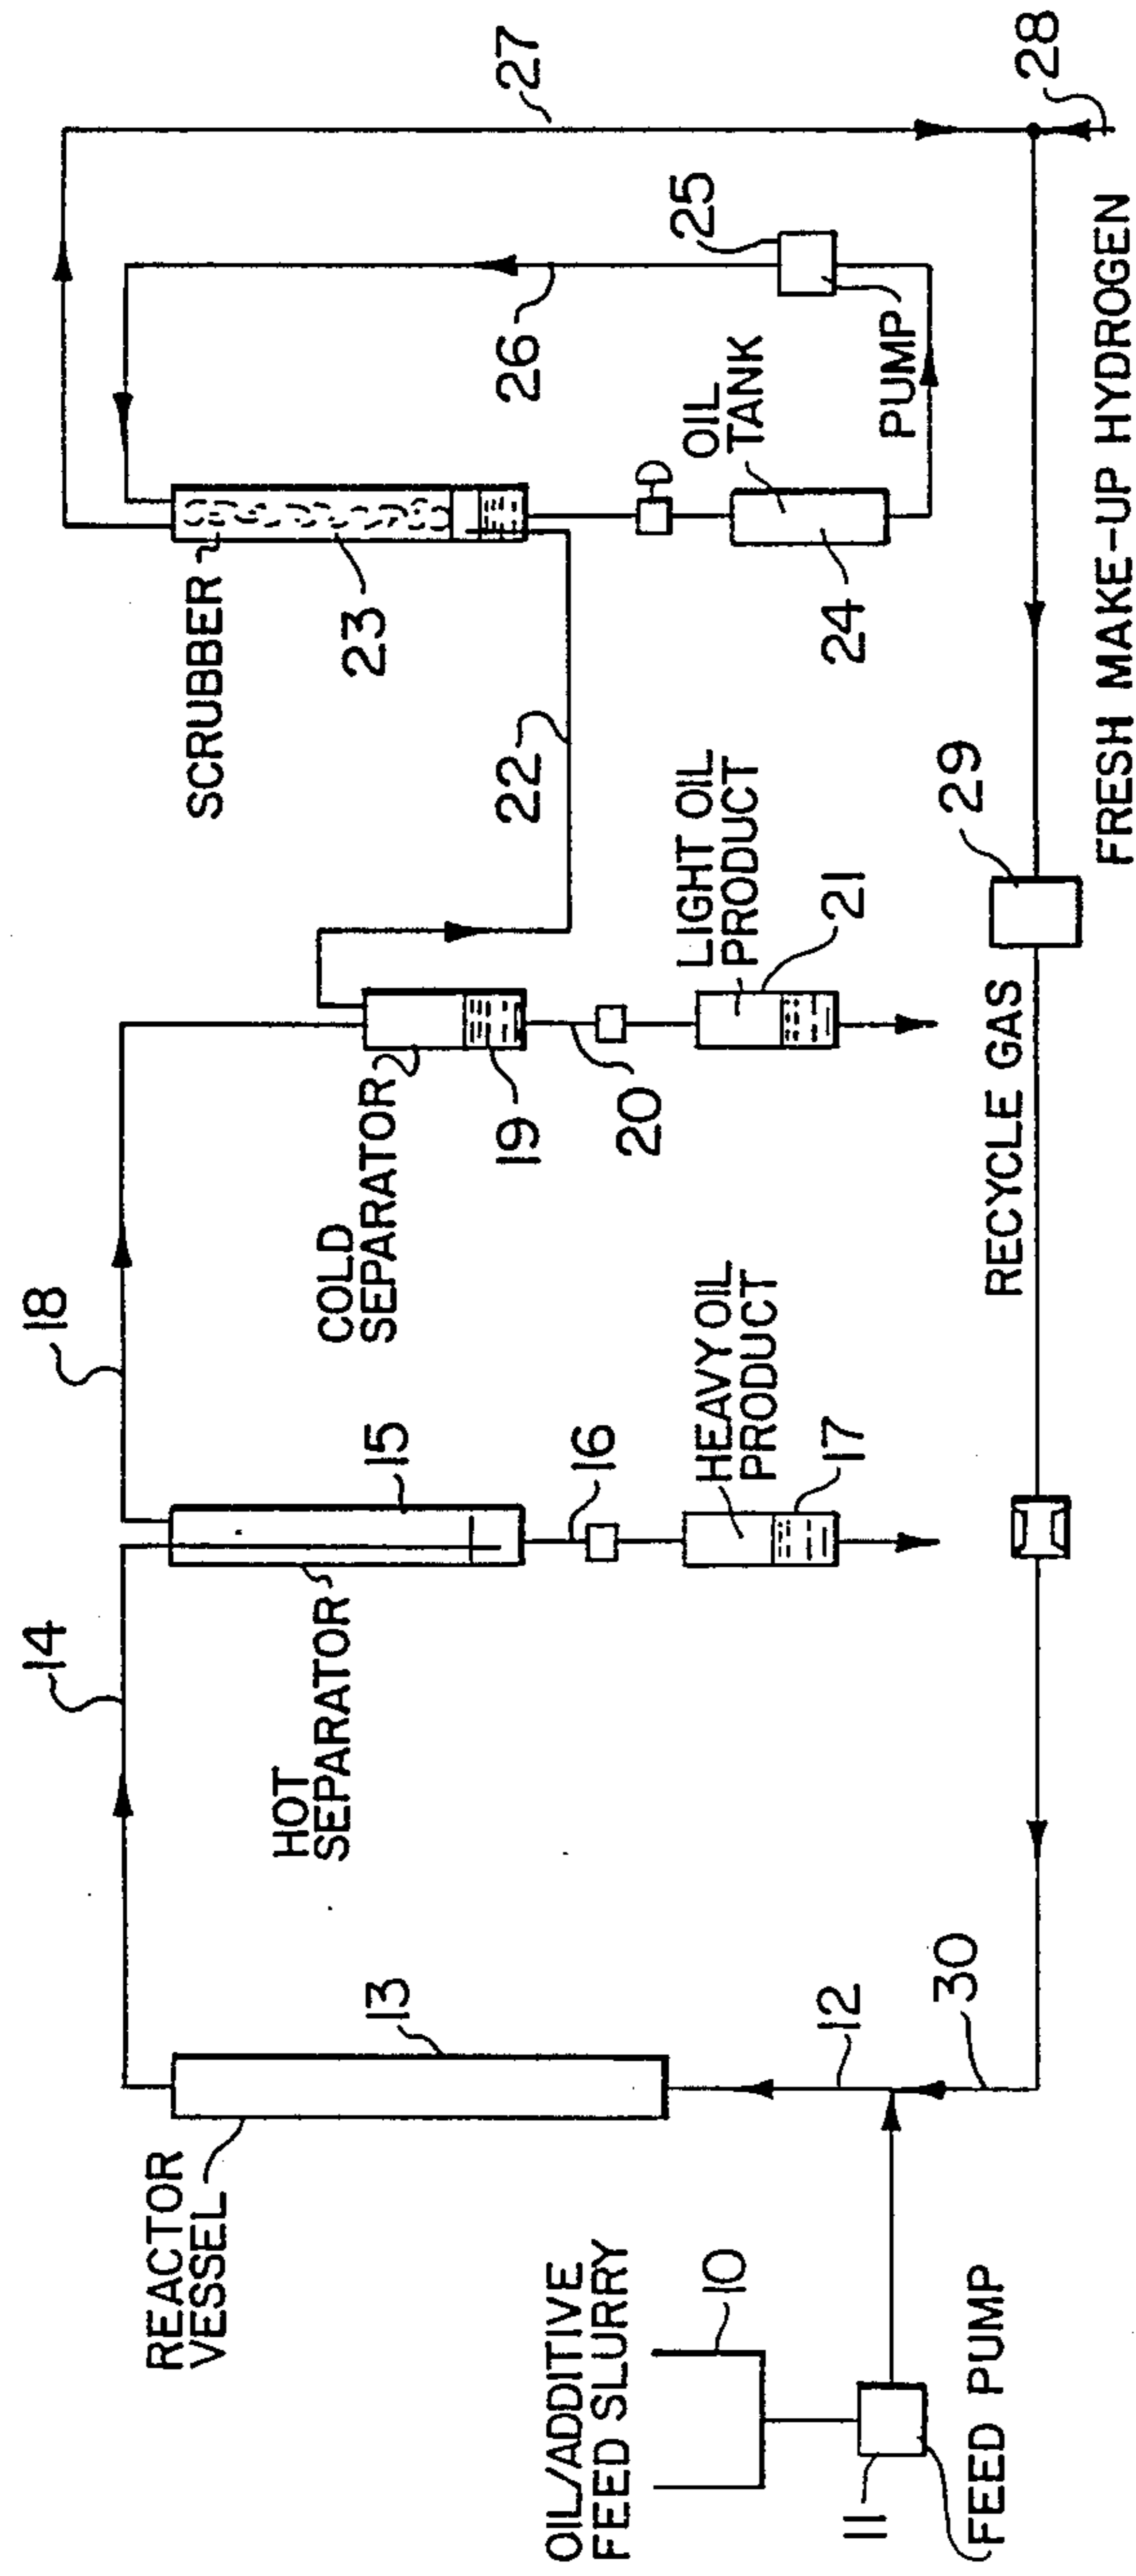 OIL/ADDITIVE
FEED SLURRY
10
11
FEED PUMP
REACTOR
VESSEL
13
12
30
14
HOT
SEPARATOR
15
16
HEAVY OIL
PRODUCT
17
18
COLD
SEPARATOR
19
20
LIGHT OIL
PRODUCT
21
22
SCRUBBER
23
OIL
TANK
24
PUMP
25
26
27
28
FRESH MAKE-UP HYDROGEN
29
RECYCLE GAS